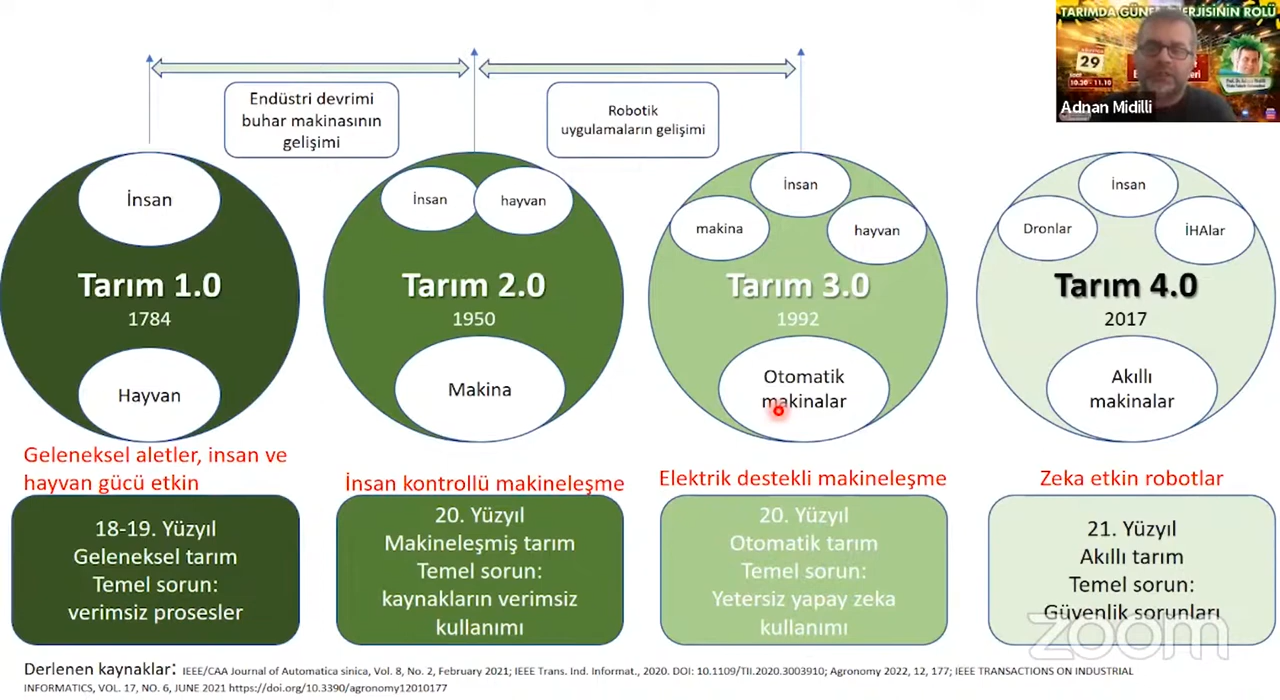 TARIMDA GÜNEŞ ENERJİSİNİN ROLÜ
29
10.30 - 11.10
Adnan Midilli
Endüstri devrimi
buhar makinasının
gelişimi
Robotik
uygulamaların gelişimi
İnsan
Tarım 1.0
1784
Hayvan
İnsan
hayvan
Tarım 2.0
1950
Makina
İnsan
makina
hayvan
Tarım 3.0
1992
Otomatik
makinalar
İnsan
Dronlar
İHAlar
Tarım 4.0
2017
Akıllı
makinalar
Geleneksel aletler, insan ve
hayvan gücü etkin
İnsan kontrollü makineleşme
Elektrik destekli makineleşme
Zeka etkin robotlar
18-19. Yüzyıl
Geleneksel tarım
Temel sorun:
verimsiz prosesler
20. Yüzyıl
Makineleşmiş tarım
Temel sorun:
kaynakların verimsiz
kullanımı
20. Yüzyıl
Otomatik tarım
Temel sorun:
Yetersiz yapay zeka
kullanımı
21. Yüzyıl
Akıllı tarım
Temel sorun:
Güvenlik sorunları
zoom
Derlenen kaynaklar: IEEE/CAA Journal of Automatica sinica, Vol. 8, No. 2, February 2021; IEEE Trans. Ind. Informat., 2020. DOI: 10.1109/TII.2020.3003910; Agronomy 2022, 12, 177; IEEE TRANSACTIONS ON INDUSTRIAL
INFORMATICS, VOL. 17, NO. 6, JUNE 2021 https://doi.org/10.3390/agronomy12010177